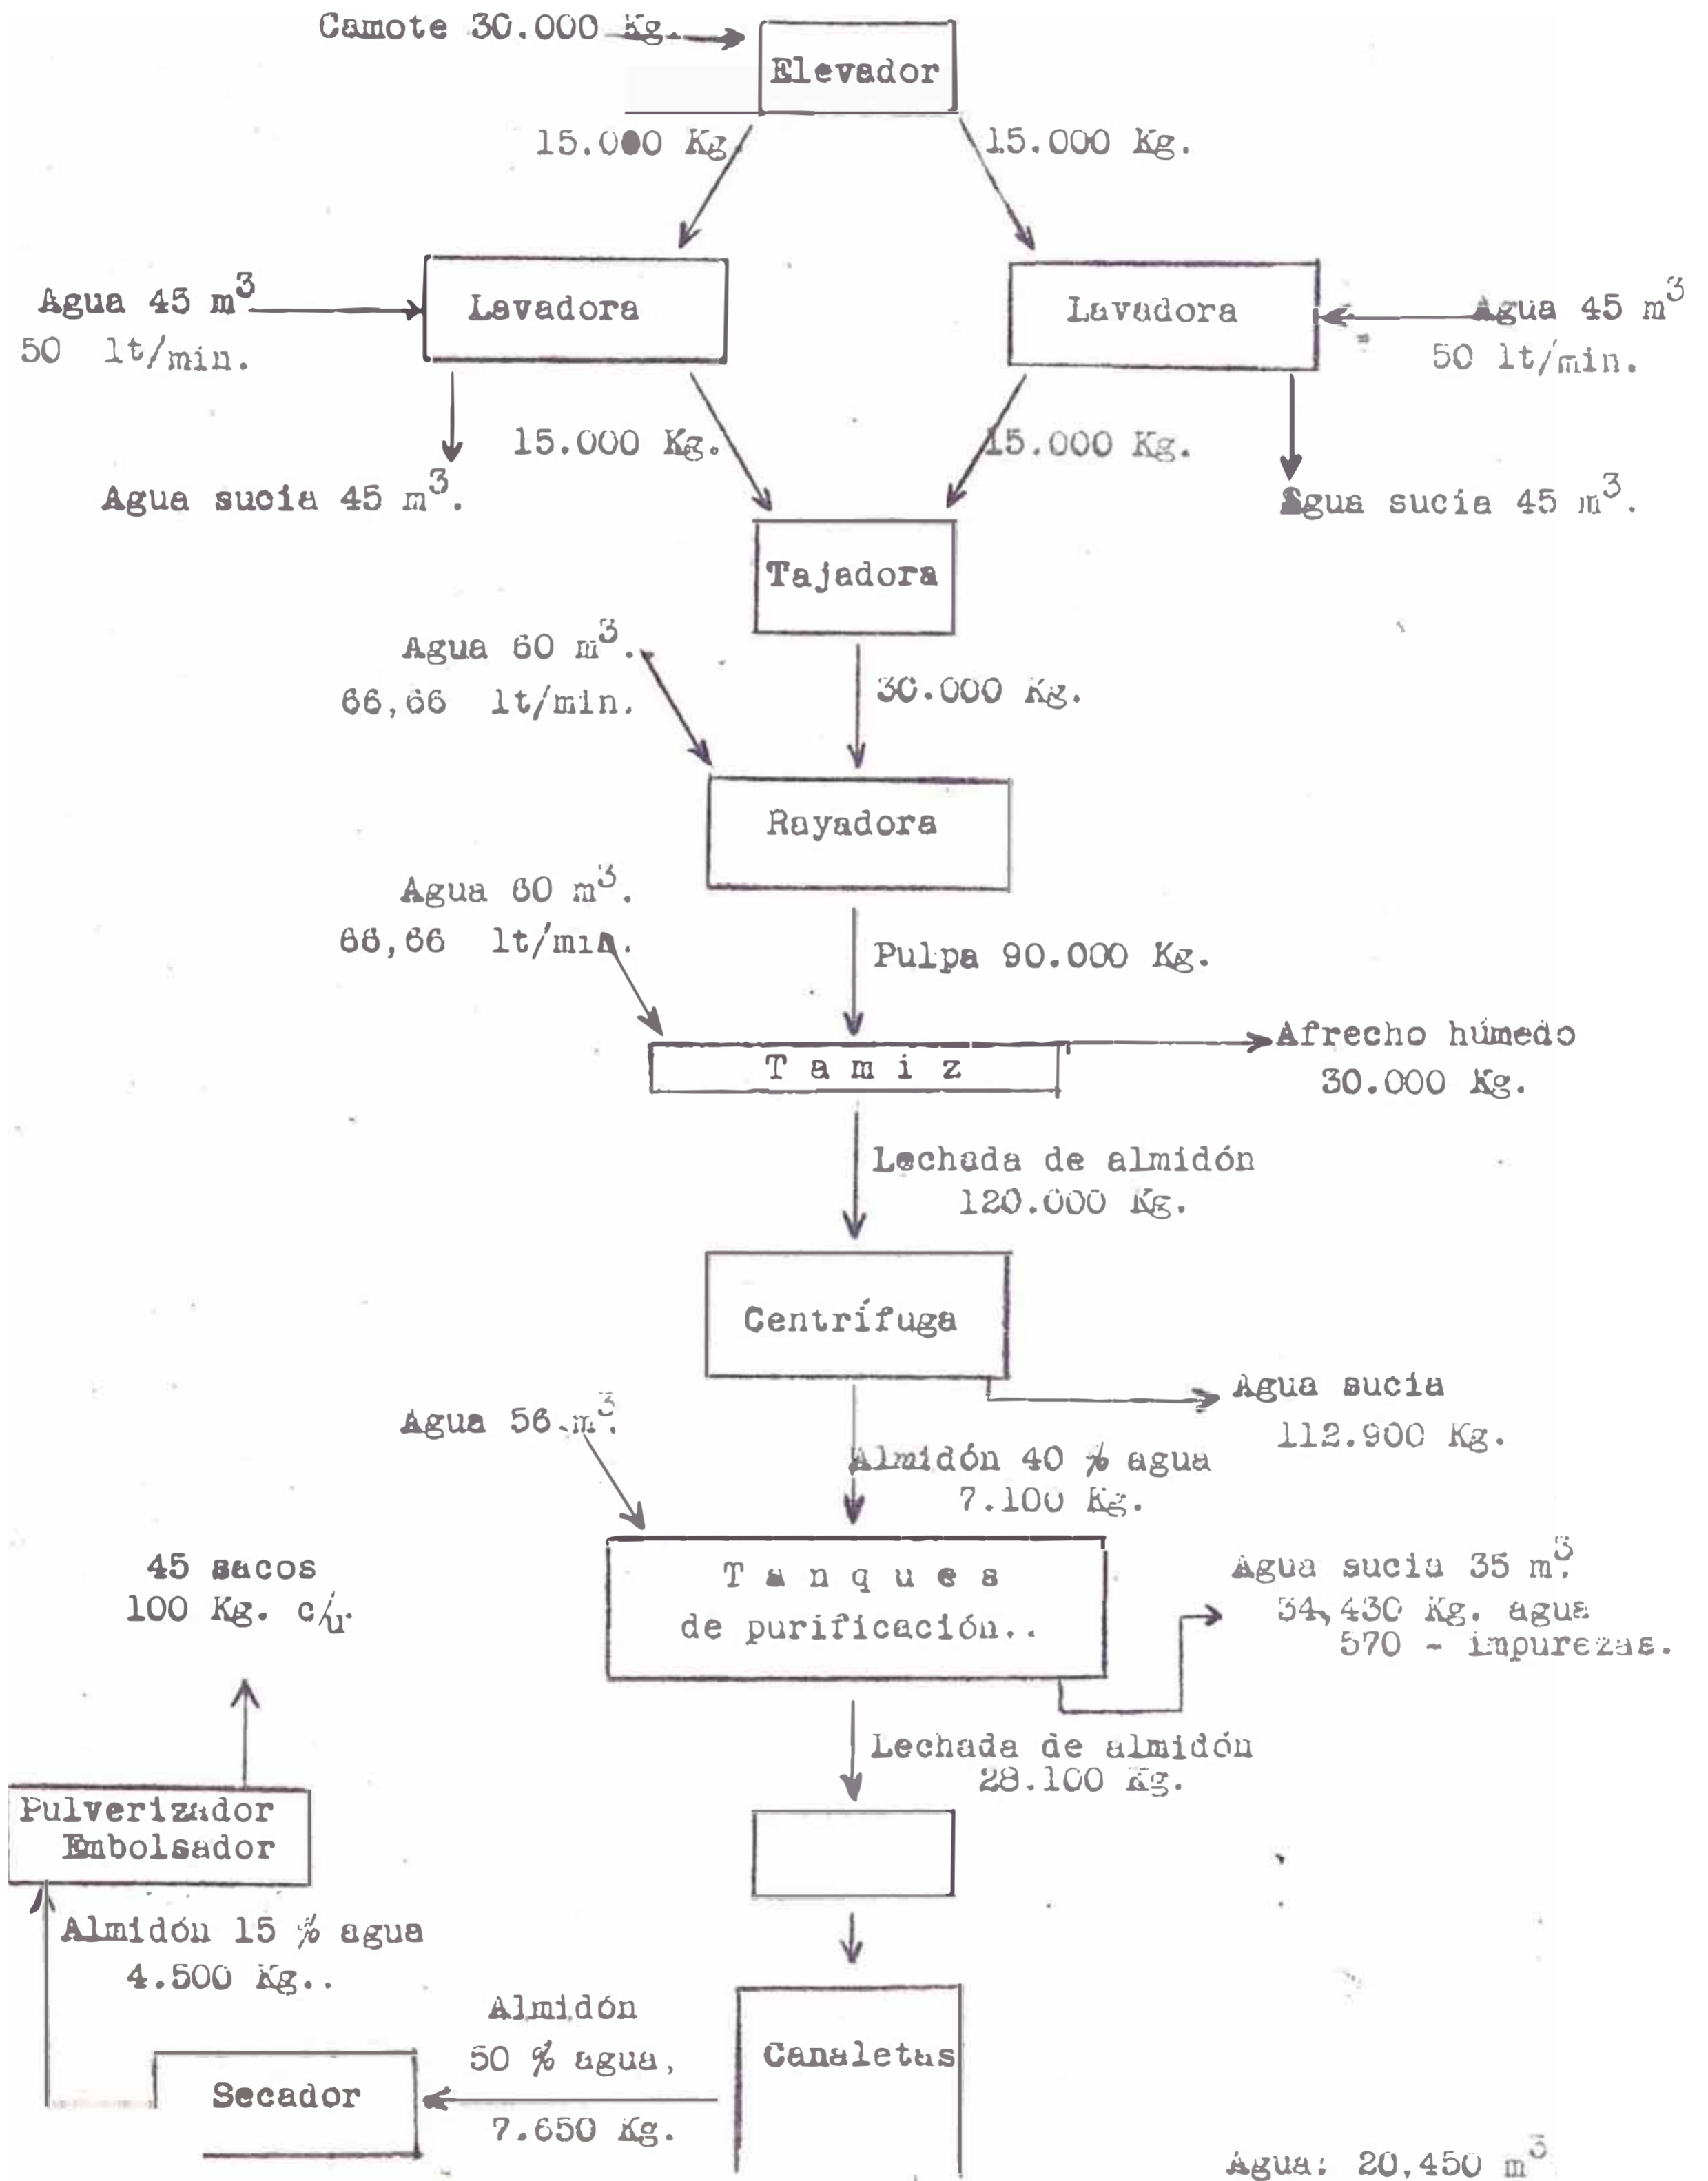 Camote 30.000 Kg.
Elevador
15.000 Kg
15.000 Kg.
Agua 45 m³
50 lt/min.
Lavadora
Lavadora
Agua 45 m³
50 lt/min.
15.000 Kg.
15.000 Kg.
Agua sucia 45 m³.
Agua sucia 45 m³.
Tajadora
Agua 60 m³.
66,66 lt/min.
30.000 Kg.
Rayadora
Agua 60 m³.
66,66 lt/min.
Pulpa 90.000 Kg.
T a m i z
Afrecho húmedo
30.000 Kg.
Lechada de almidón
120.000 Kg.
Centrífuga
Agua sucia
112.900 Kg.
Agua 56 m³.
Almidón 40 % agua
7.100 Kg.
45 sacos
100 Kg. c/u.
T a n q u e s
de purificación..
Agua sucia 35 m³.
34,430 Kg. agua
570 - impurezas.
Lechada de almidón
28.100 Kg.
Pulverizador
Embolsador
Almidón 15 % agua
4.500 Kg..
Almidón
50 % agua,
7.650 Kg.
Canaletas
Secador
Agua: 20,450 m³